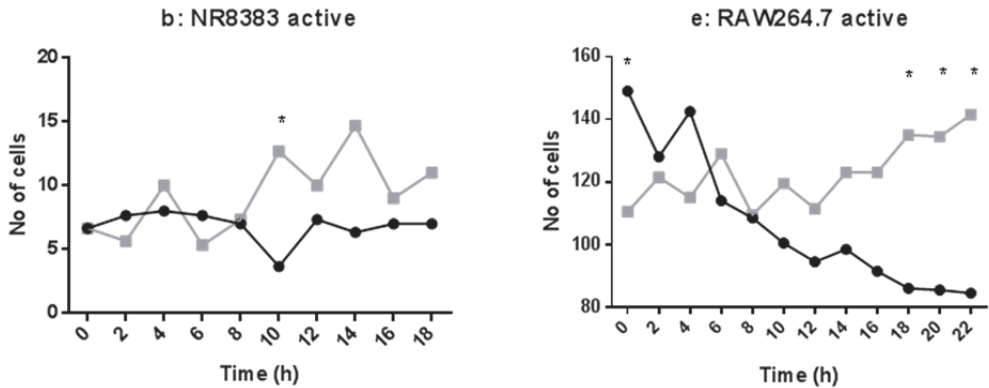 b: NR8383 active
20
15
10
5
0
No of cells
*
0 2 4 6 8 10 12 14 16 18
Time (h)
e: RAW264.7 active
160
140
120
100
80
No of cells
* * * *
0 2 4 6 8 10 12 14 16 18 20 22
Time (h)